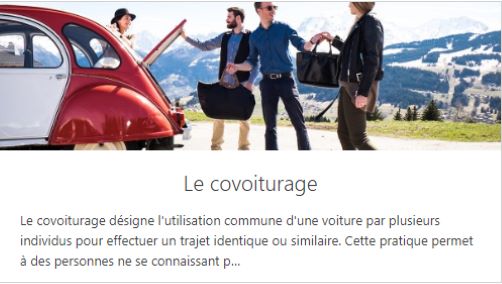 Le covoiturage
Le covoiturage désigne l'utilisation commune d'une voiture par plusieurs
individus pour effectuer un trajet identique ou similaire. Cette pratique permet
à des personnes ne se connaissant p...